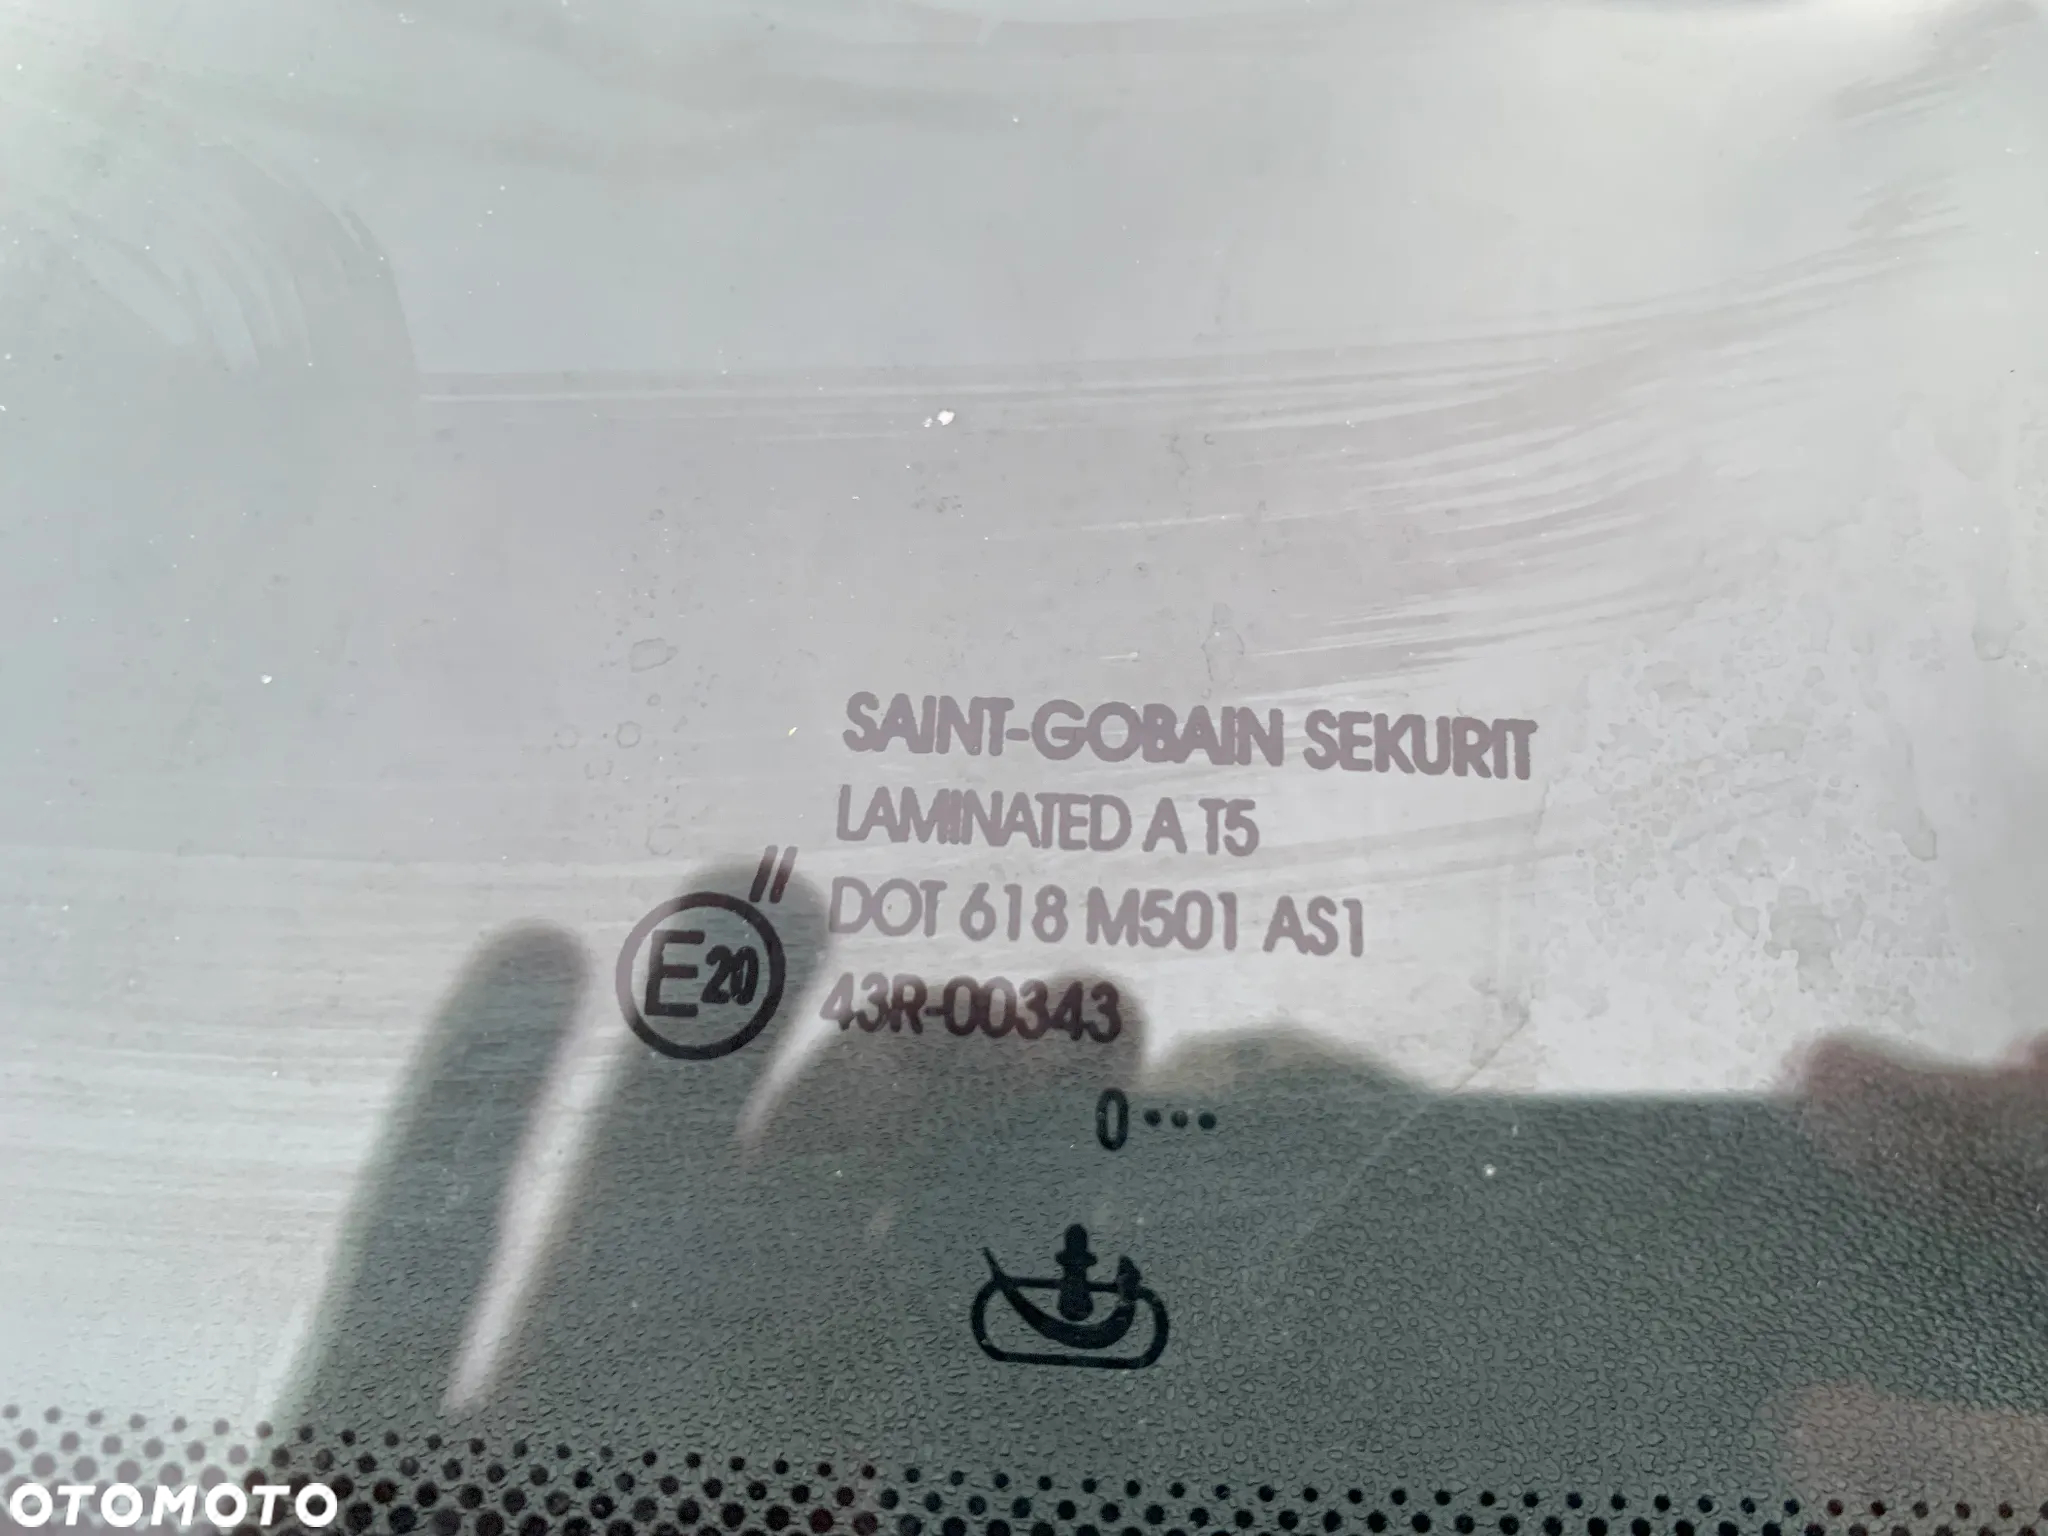 SAINT-GOBAIN SEKURIT
LAMINATED A T5
DOT 618 M501 AS1
43R-00343
//
E20
0•••
OTOMOTO